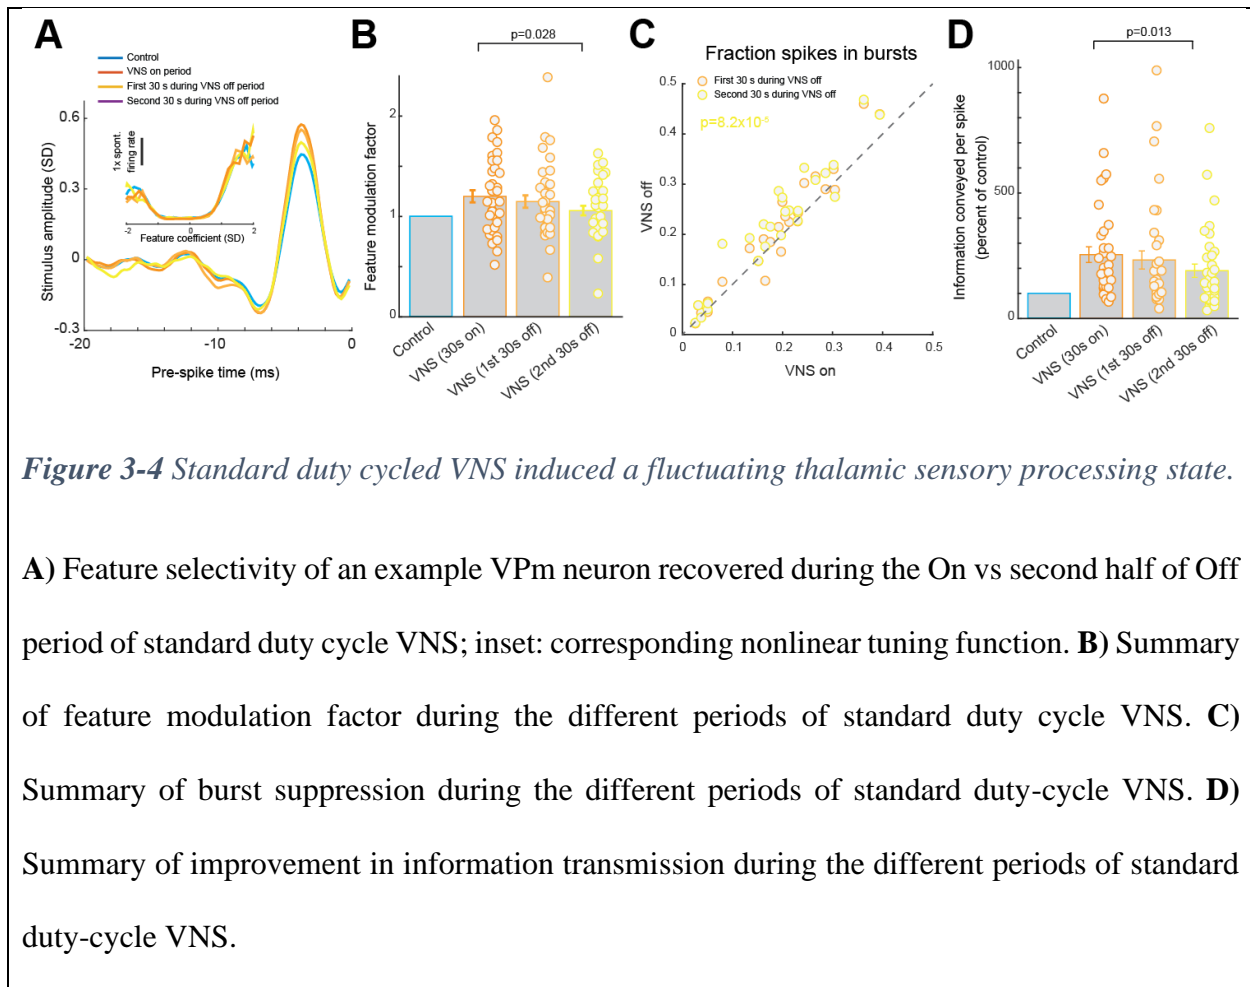 A
Control
VNS on period
First 30 s during VNS off period
Second 30 s during VNS off period
Stimulus amplitude (SD)
0.6
0.3
0
-0.3
-20
-10
0
Pre-spike time (ms)
1x spont.
firing rate
-2
0
2
Feature coefficient (SD)
B
p=0.028
Feature modulation factor
2
1
0
Control
VNS (30s on)
VNS (1st 30s off)
VNS (2nd 30s off)
C
Fraction spikes in bursts
First 30 s during VNS off
Second 30 s during VNS off
VNS off
0.5
0.4
0.3
0.2
0.1
0
0
0.1
0.2
0.3
0.4
0.5
VNS on
D
p=0.013
Information conveyed per spike
(percent of control)
1000
500
0
Control
VNS (30s on)
VNS (1st 30s off)
VNS (2nd 30s off)
Figure 3-4 Standard duty cycled VNS induced a fluctuating thalamic sensory processing state.
A) Feature selectivity of an example VPm neuron recovered during the On vs second half of Off
period of standard duty cycle VNS; inset: corresponding nonlinear tuning function. B) Summary
of feature modulation factor during the different periods of standard duty cycle VNS. C)
Summary of burst suppression during the different periods of standard duty-cycle VNS. D)
Summary of improvement in information transmission during the different periods of standard
duty-cycle VNS.